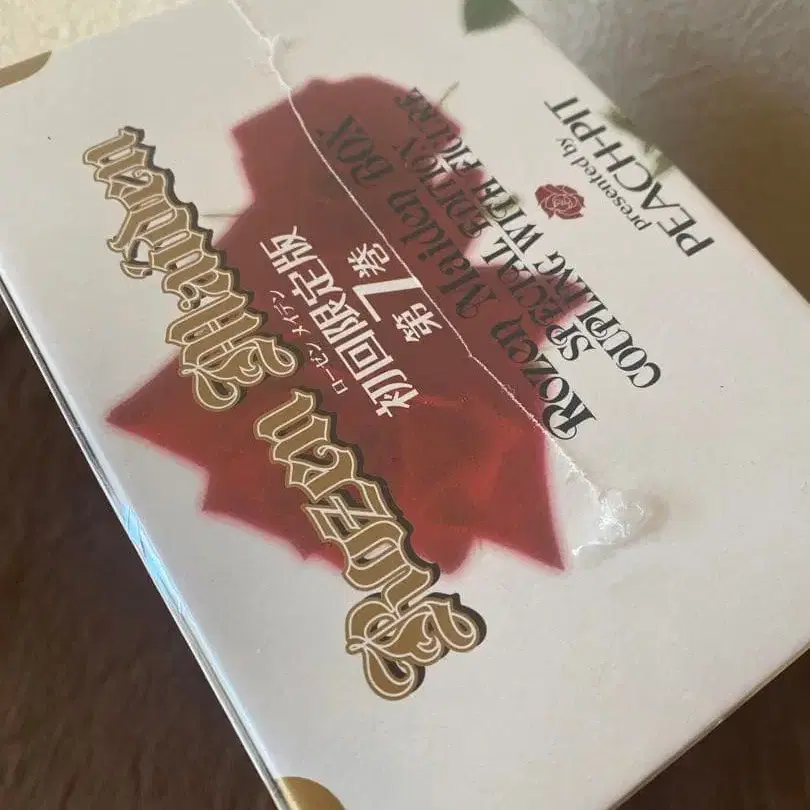 Rozen Maiden
ローゼン メイデン
初回限定版
第7巻
Rozen Maiden BOX
SPECIAL EDITION
COUPLING WITH FIGURE
presented by
PEACH-PIT